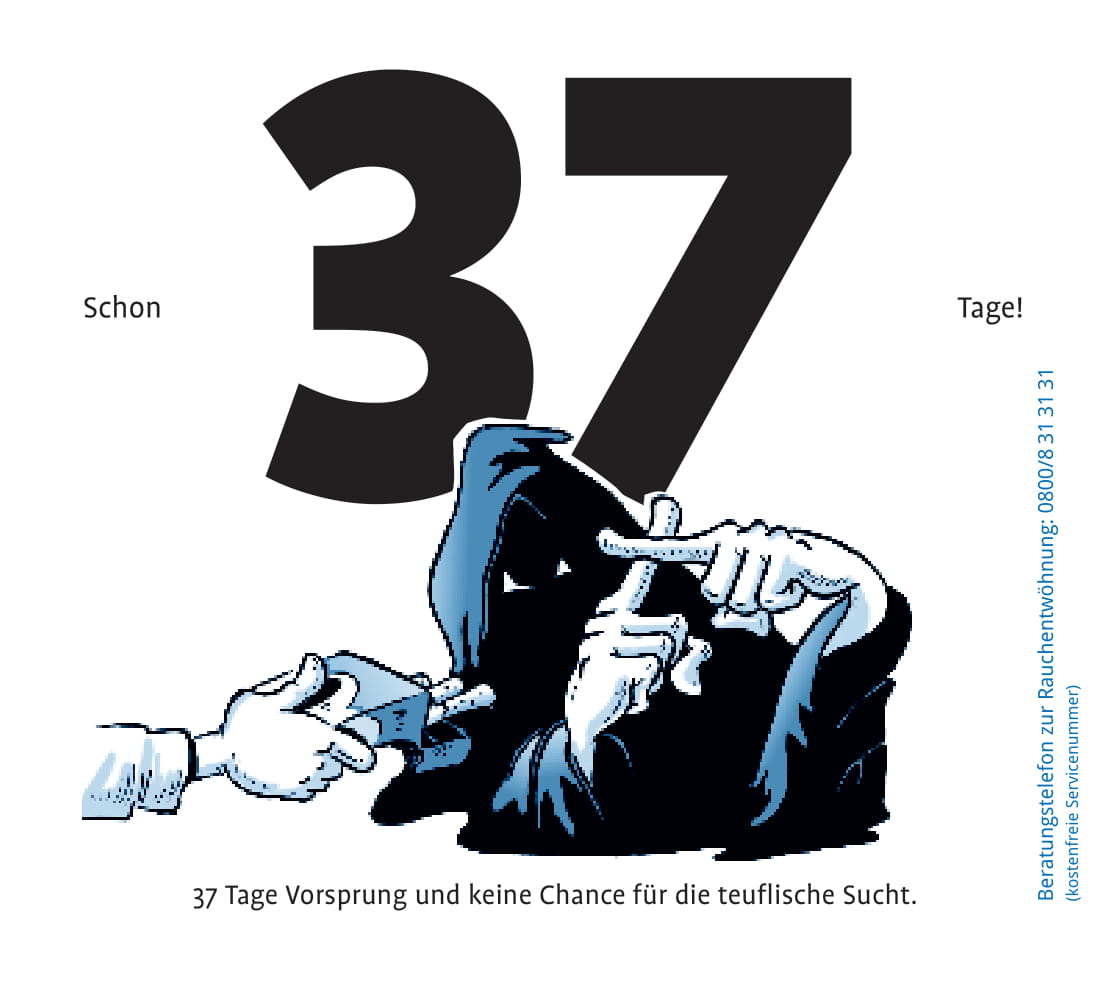 37
Schon
Tage!
37 Tage Vorsprung und keine Chance für die teuflische Sucht.
Beratungstelefon zur Rauchentwöhnung: 0800/8 31 31 31
(kostenfreie Servicenummer)